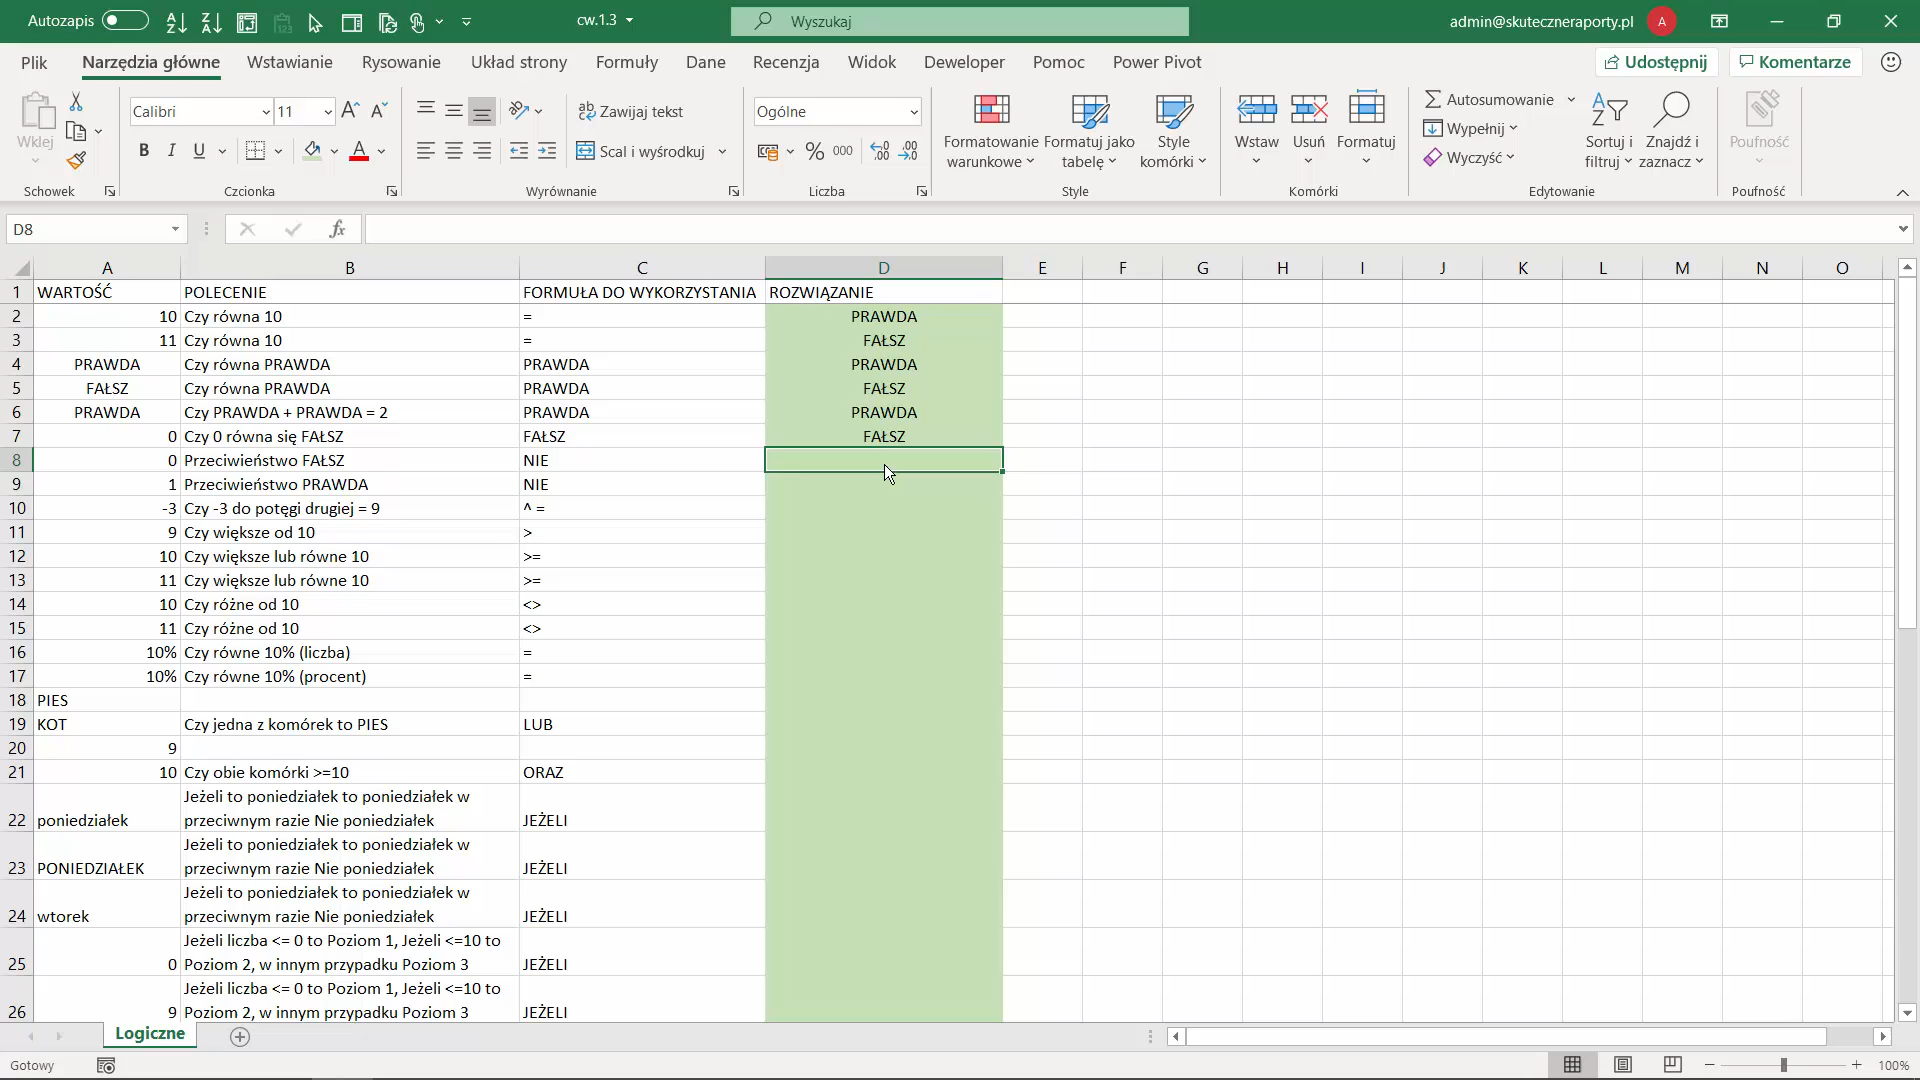 Autozapis
cw.1.3
Wyszukaj
admin@skuteczneraporty.pl
A
Plik
Narzędzia główne
Wstawianie
Rysowanie
Układ strony
Formuły
Dane
Recenzja
Widok
Deweloper
Pomoc
Power Pivot
Udostępnij
Komentarze
Wklej
Schowek
Calibri
11
B I U
Czcionka
Zawijaj tekst
Scal i wyśrodkuj
Wyrównanie
Ogólne
% 000
Liczba
Formatowanie warunkowe
Formatuj jako tabelę
Style komórki
Style
Wstaw
Usuń
Formatuj
Komórki
Autosumowanie
Wypełnij
Wyczyść
Sortuj i filtruj
Znajdź i zaznacz
Edytowanie
Poufność
Poufność
D8
fx
A B C D E F G H I J K L M N O
1 WARTOŚĆ POLECENIE FORMUŁA DO WYKORZYSTANIA ROZWIĄZANIE
2 10 Czy równa 10 = PRAWDA
3 11 Czy równa 10 = FAŁSZ
4 PRAWDA Czy równa PRAWDA PRAWDA PRAWDA
5 FAŁSZ Czy równa PRAWDA PRAWDA FAŁSZ
6 PRAWDA Czy PRAWDA + PRAWDA = 2 PRAWDA PRAWDA
7 0 Czy 0 równa się FAŁSZ FAŁSZ FAŁSZ
8 0 Przeciwieństwo FAŁSZ NIE
9 1 Przeciwieństwo PRAWDA NIE
10 -3 Czy -3 do potęgi drugiej = 9 ^ =
11 9 Czy większe od 10 >
12 10 Czy większe lub równe 10 >=
13 11 Czy większe lub równe 10 >=
14 10 Czy różne od 10 <>
15 11 Czy różne od 10 <>
16 10% Czy równe 10% (liczba) =
17 10% Czy równe 10% (procent) =
18 PIES
19 KOT Czy jedna z komórek to PIES LUB
20 9
21 10 Czy obie komórki >=10 ORAZ
Jeżeli to poniedziałek to poniedziałek w
22 poniedziałek przeciwnym razie Nie poniedziałek JEŻELI
Jeżeli to poniedziałek to poniedziałek w
23 PONIEDZIAŁEK przeciwnym razie Nie poniedziałek JEŻELI
Jeżeli to poniedziałek to poniedziałek w
24 wtorek przeciwnym razie Nie poniedziałek JEŻELI
Jeżeli liczba <= 0 to Poziom 1, Jeżeli <=10 to
25 0 Poziom 2, w innym przypadku Poziom 3 JEŻELI
Jeżeli liczba <= 0 to Poziom 1, Jeżeli <=10 to
26 9 Poziom 2, w innym przypadku Poziom 3 JEŻELI
Logiczne
Gotowy
100%